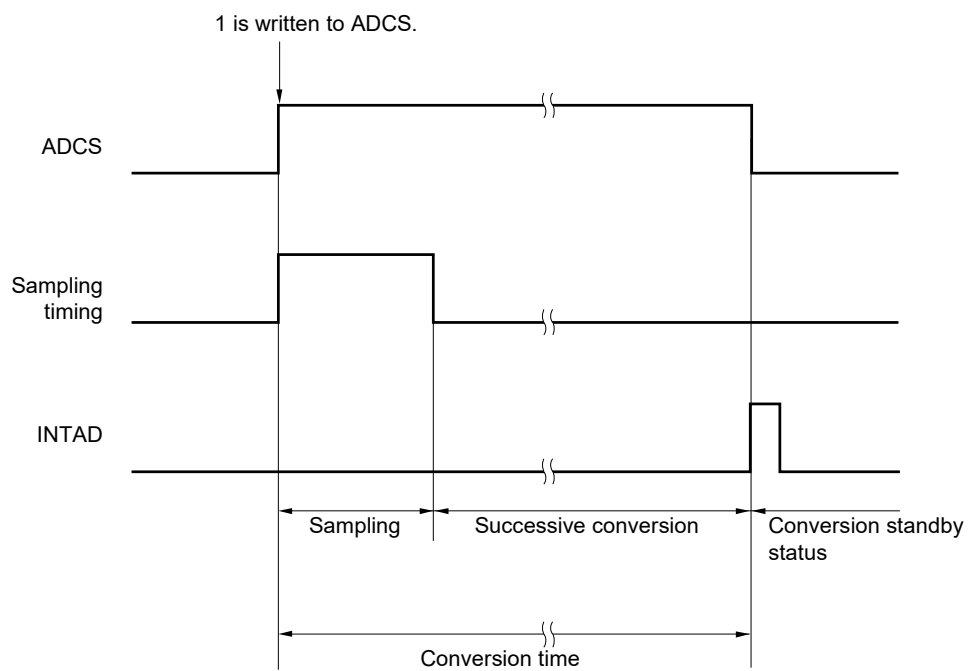 1 is written to ADCS.
ADCS
Sampling
timing
INTAD
Sampling
Successive conversion
Conversion standby
status
Conversion time